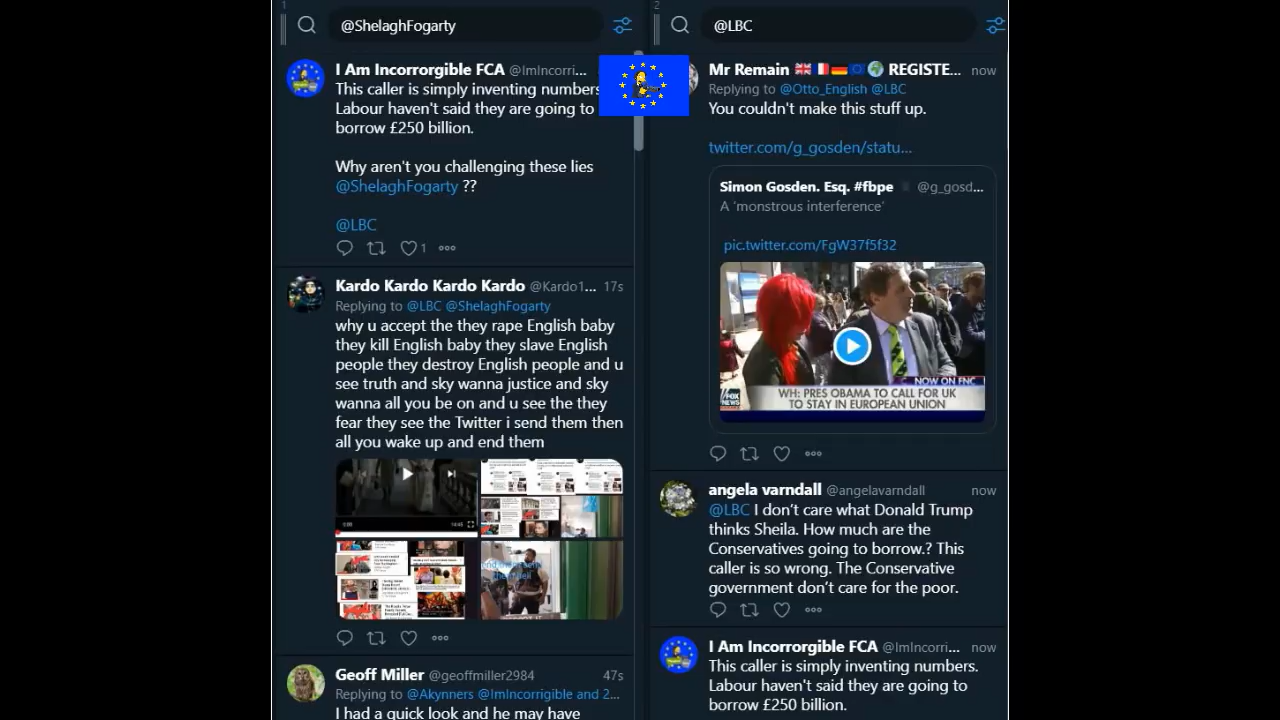 1
@ShelaghFogarty
I Am Incorrorgible FCA @ImIncorri...
This caller is simply inventing numbers
Labour haven't said they are going to
borrow £250 billion.
Why aren't you challenging these lies
@ShelaghFogarty ??
@LBC
1
Kardo Kardo Kardo Kardo @Kardo1... 17s
Replying to @LBC @ShelaghFogarty
why u accept the they rape English baby
they kill English baby they slave English
people they destroy English people and u
see truth and sky wanna justice and sky
wanna all you be on and u see the they
fear they see the Twitter i send them then
all you wake up and end them
Geoff Miller @geoffmiller2984 47s
Replying to @Akynners @ImIncorrigible and 2...
I had a quick look and he may have
2
@LBC
Mr Remain REGISTE... now
Replying to @Otto_English @LBC
You couldn't make this stuff up.
twitter.com/g_gosden/statu...
Simon Gosden. Esq. #fbpe @g_gosd...
A 'monstrous interference'
pic.twitter.com/FgW37f5f32
NOW ON FNC
FOX NEWS
WH: PRES OBAMA TO CALL FOR UK
TO STAY IN EUROPEAN UNION
angela varndall @angelavarndall now
@LBC I don't care what Donald Trump
thinks Sheila. How much are the
Conservatives going to borrow.? This
caller is so wrong. The Conservative
government don't care for the poor.
I Am Incorrorgible FCA @ImIncorri... now
This caller is simply inventing numbers.
Labour haven't said they are going to
borrow £250 billion.